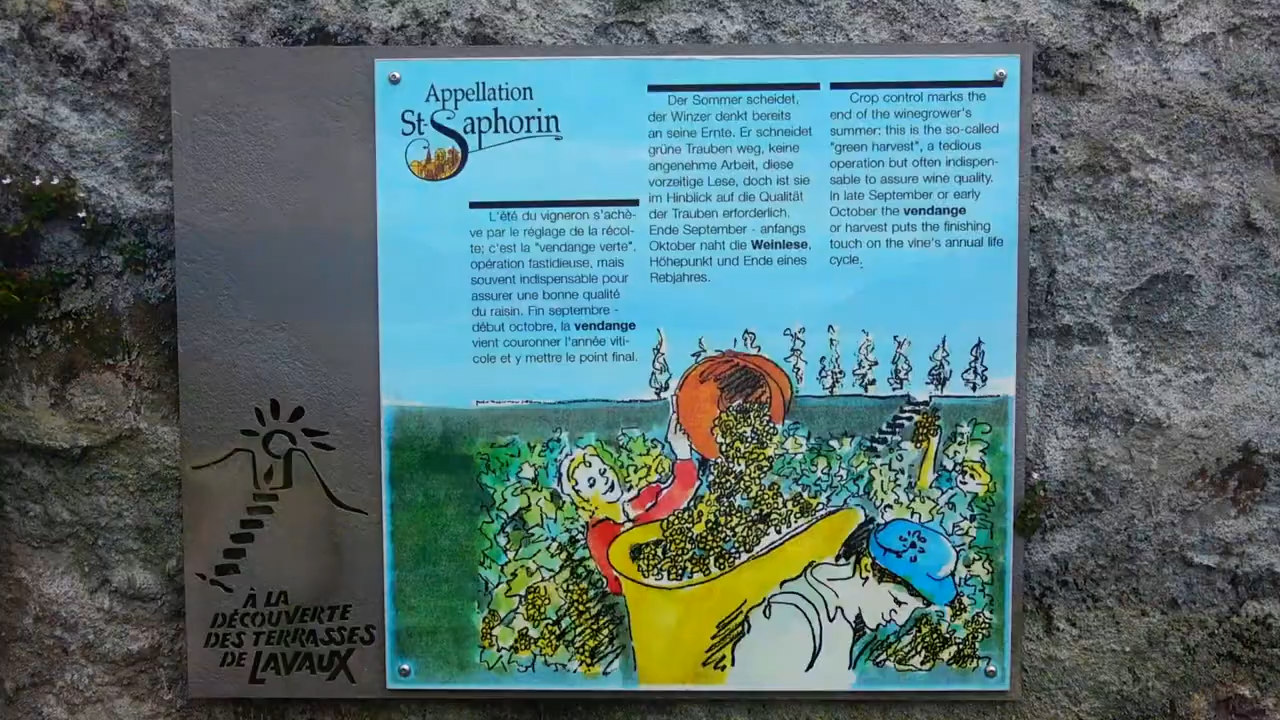 Appellation
St-Saphorin
L'été du vigneron s'achè-
ve par le réglage de la récol-
te; c'est la "vendange verte",
opération fastidieuse, mais
souvent indispensable pour
assurer une bonne qualité
du raisin. Fin septembre -
début octobre, la vendange
vient couronner l'année viti-
cole et y mettre le point final.
Der Sommer scheidet,
der Winzer denkt bereits
an seine Ernte. Er schneidet
grüne Trauben weg, keine
angenehme Arbeit, diese
vorzeitige Lese, doch ist sie
im Hinblick auf die Qualität
der Trauben erforderlich.
Ende September - anfangs
Oktober naht die Weinlese,
Höhepunkt und Ende eines
Rebjahres.
Crop control marks the
end of the winegrower's
summer: this is the so-called
"green harvest", a tedious
operation but often indispen-
sable to assure wine quality.
In late September or early
October the vendange
or harvest puts the finishing
touch on the vine's annual life
cycle.
À LA
DÉCOUVERTE
DES TERRASSES
DE LAVAUX